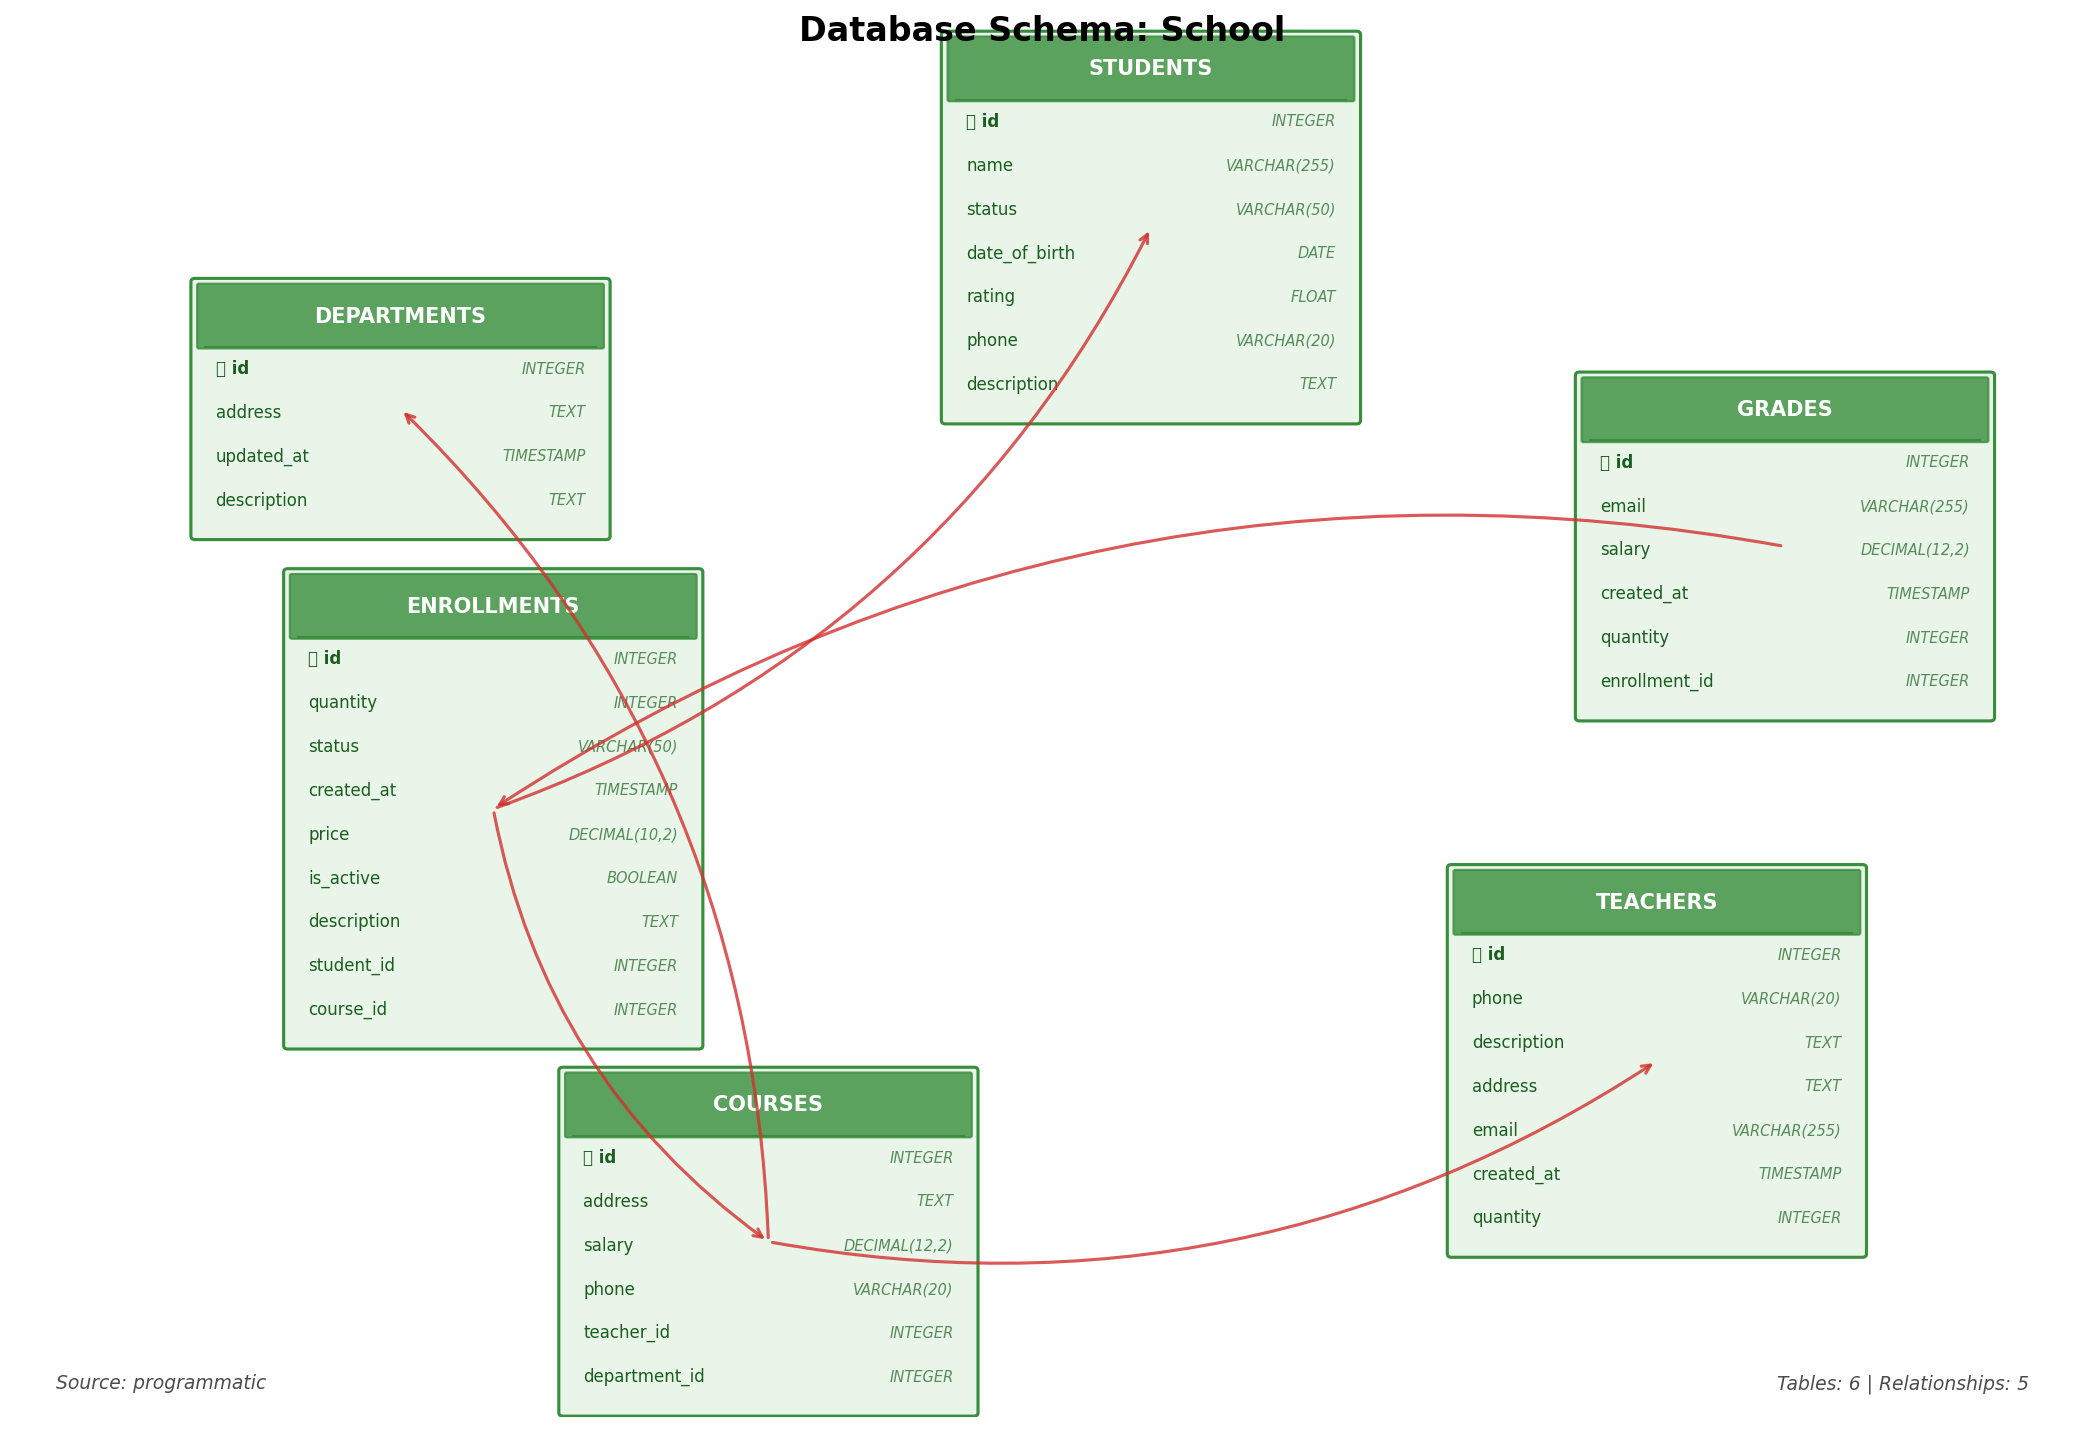 Database Schema: School
STUDENTS
id INTEGER
name VARCHAR(255)
status VARCHAR(50)
date_of_birth DATE
rating FLOAT
phone VARCHAR(20)
description TEXT
DEPARTMENTS
id INTEGER
address TEXT
updated_at TIMESTAMP
description TEXT
GRADES
id INTEGER
email VARCHAR(255)
salary DECIMAL(12,2)
created_at TIMESTAMP
quantity INTEGER
enrollment_id INTEGER
ENROLLMENTS
id INTEGER
quantity INTEGER
status VARCHAR(50)
created_at TIMESTAMP
price DECIMAL(10,2)
is_active BOOLEAN
description TEXT
student_id INTEGER
course_id INTEGER
TEACHERS
id INTEGER
phone VARCHAR(20)
description TEXT
address TEXT
email VARCHAR(255)
created_at TIMESTAMP
quantity INTEGER
COURSES
id INTEGER
address TEXT
salary DECIMAL(12,2)
phone VARCHAR(20)
teacher_id INTEGER
department_id INTEGER
Source: programmatic
Tables: 6 | Relationships: 5